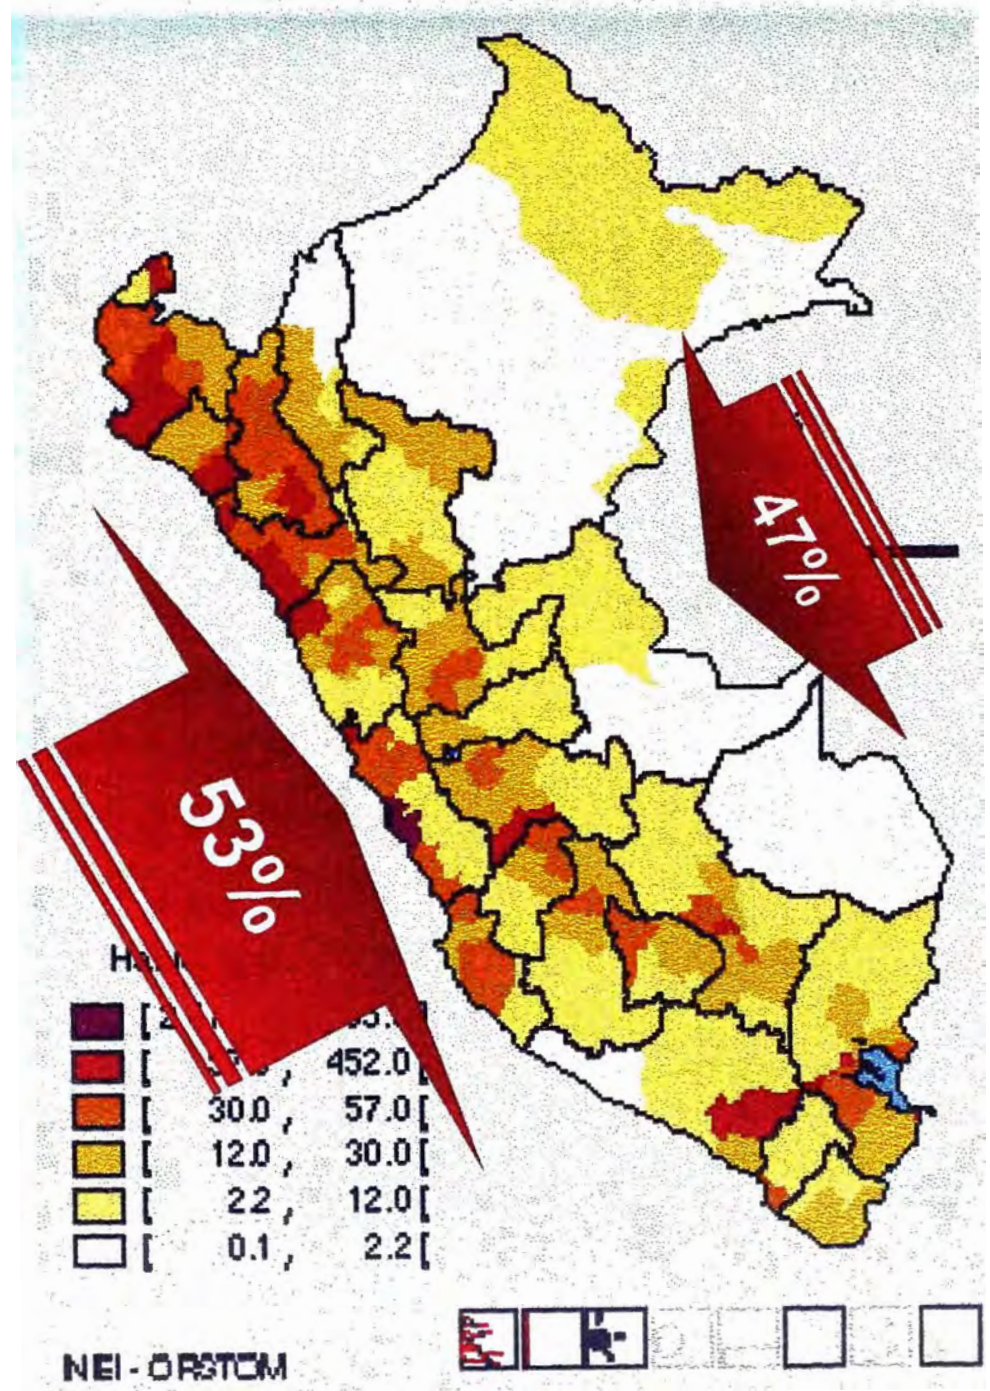 47%
53%
[ 452.0 [
[ 30.0 , 57.0 [
[ 12.0 , 30.0 [
[ 2.2 , 12.0 [
[ 0.1 , 2.2 [
NEI - ORSTOM